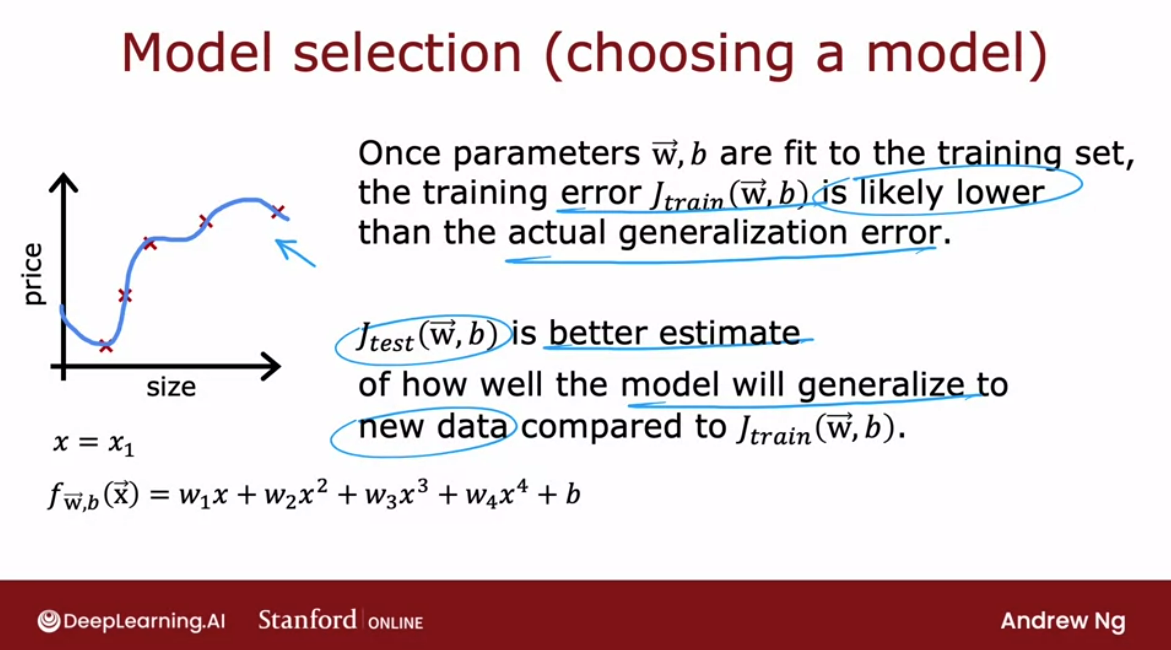 Model selection (choosing a model)
Once parameters w⃗, b are fit to the training set,
the training error J_train(w⃗, b) is likely lower
than the actual generalization error.
J_test(w⃗, b) is better estimate
of how well the model will generalize to
new data compared to J_train(w⃗, b).
price
size
x = x₁
f_w⃗,b(x⃗) = w₁x + w₂x² + w₃x³ + w₄x⁴ + b
DeepLearning.AI Stanford ONLINE Andrew Ng